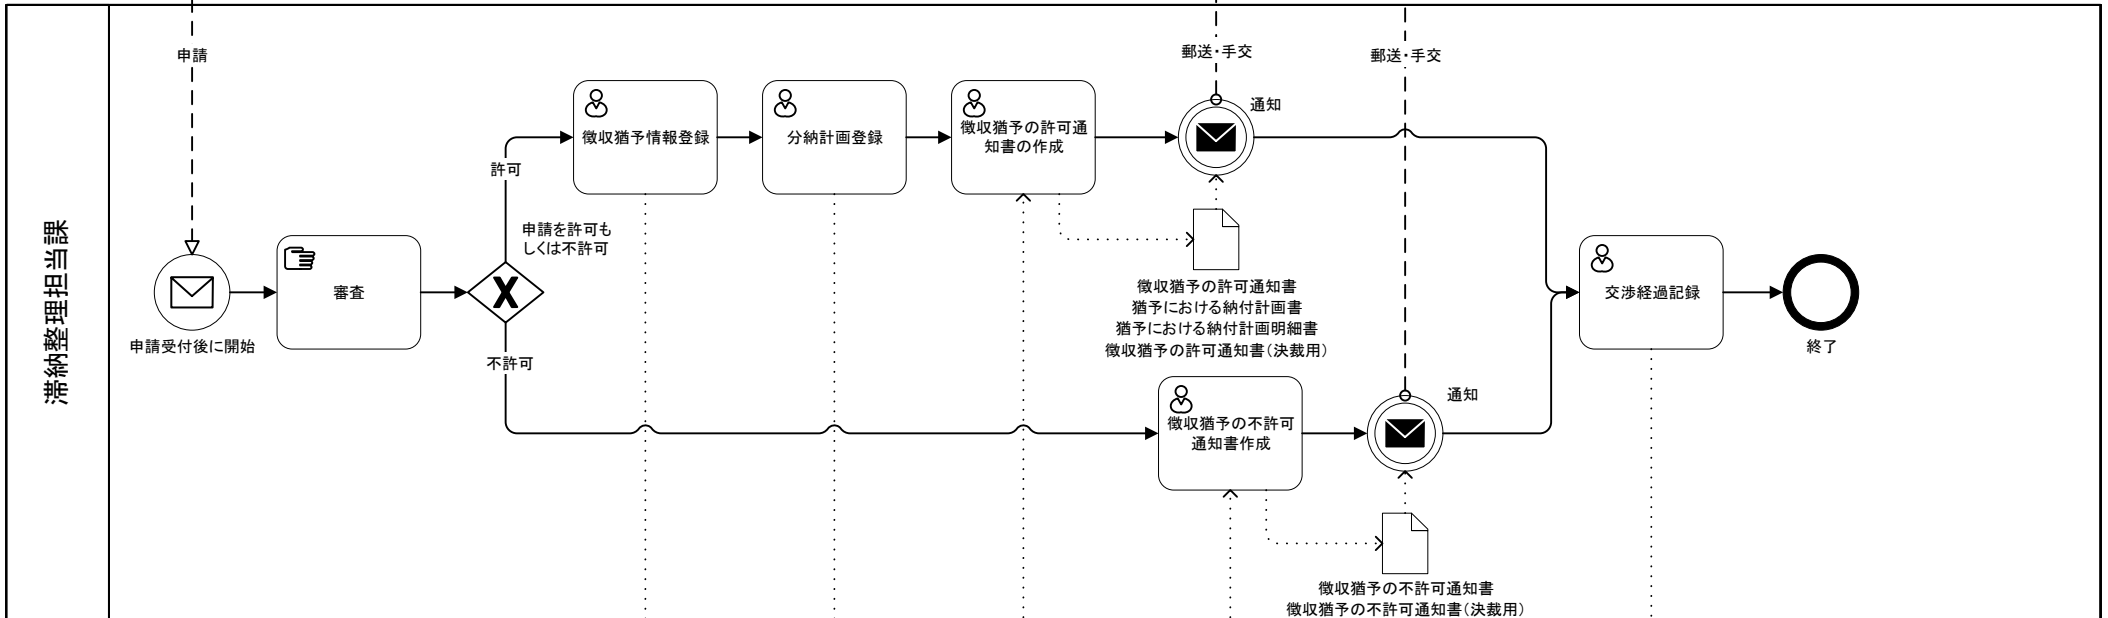 滞納整理担当課
申請
申請受付後に開始
審査
申請を許可も
しくは不許可
許可
不許可
徴収猶予情報登録
分納計画登録
徴収猶予の許可通
知書の作成
郵送・手交
通知
徴収猶予の許可通知書
猶予における納付計画書
猶予における納付計画明細書
徴収猶予の許可通知書（決裁用）
徴収猶予の不許可
通知書作成
郵送・手交
通知
徴収猶予の不許可通知書
徴収猶予の不許可通知書（決裁用）
交渉経過記録
終了